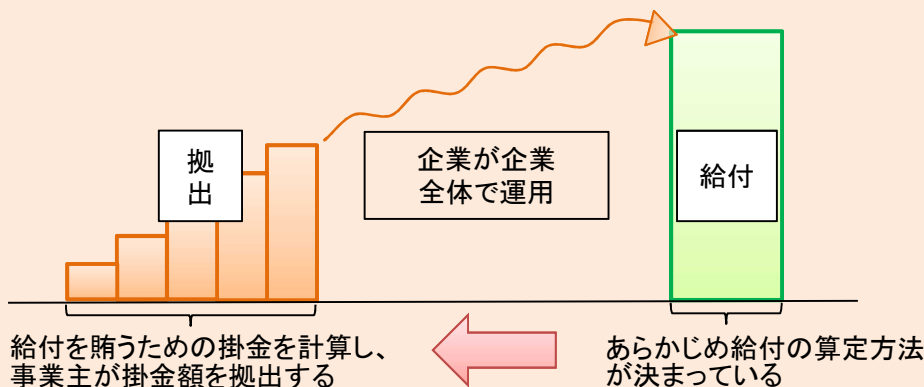 拠
出
企業が企業
全体で運用
給付
給付を賄うための掛金を計算し、
事業主が掛金額を拠出する
あらかじめ給付の算定方法
が決まっている